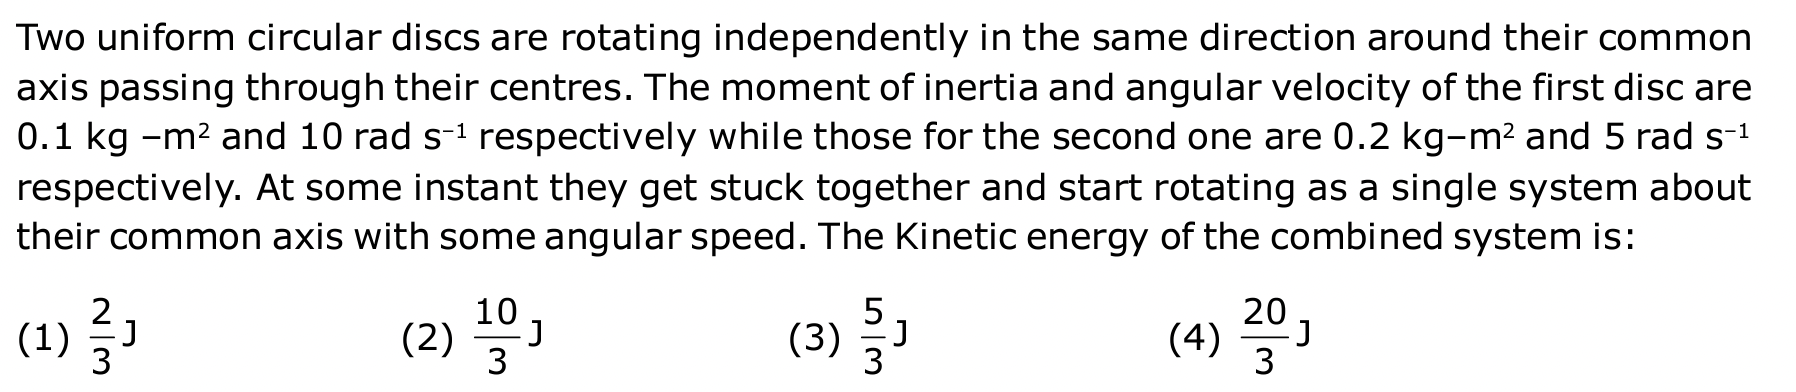 Two uniform circular discs are rotating independently in the same direction around their common
axis passing through their centres. The moment of inertia and angular velocity of the first disc are
0.1 kg –m² and 10 rad s⁻¹ respectively while those for the second one are 0.2 kg–m² and 5 rad s⁻¹
respectively. At some instant they get stuck together and start rotating as a single system about
their common axis with some angular speed. The Kinetic energy of the combined system is:
(1) 2/3 J (2) 10/3 J (3) 5/3 J (4) 20/3 J